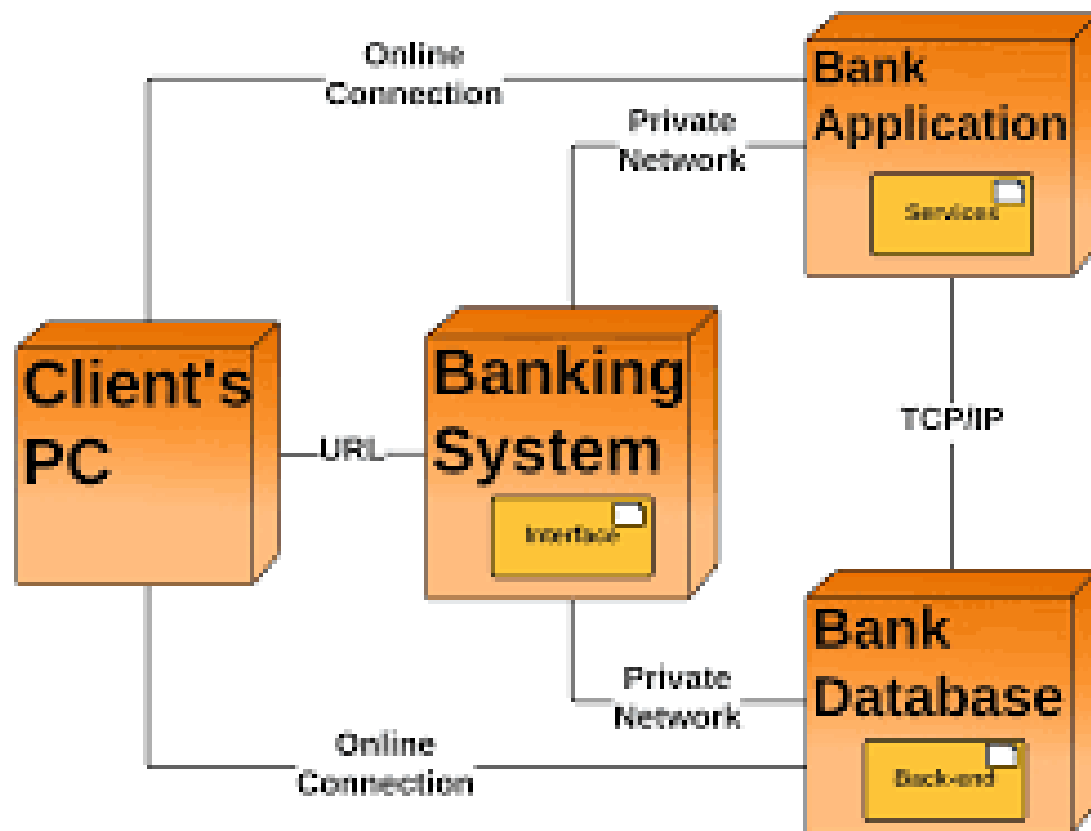 Online
Connection
Bank
Application
Private
Network
Services
Client's
PC
URL
Banking
System
Interface
TCP/IP
Bank
Database
Private
Network
Back-end
Online
Connection